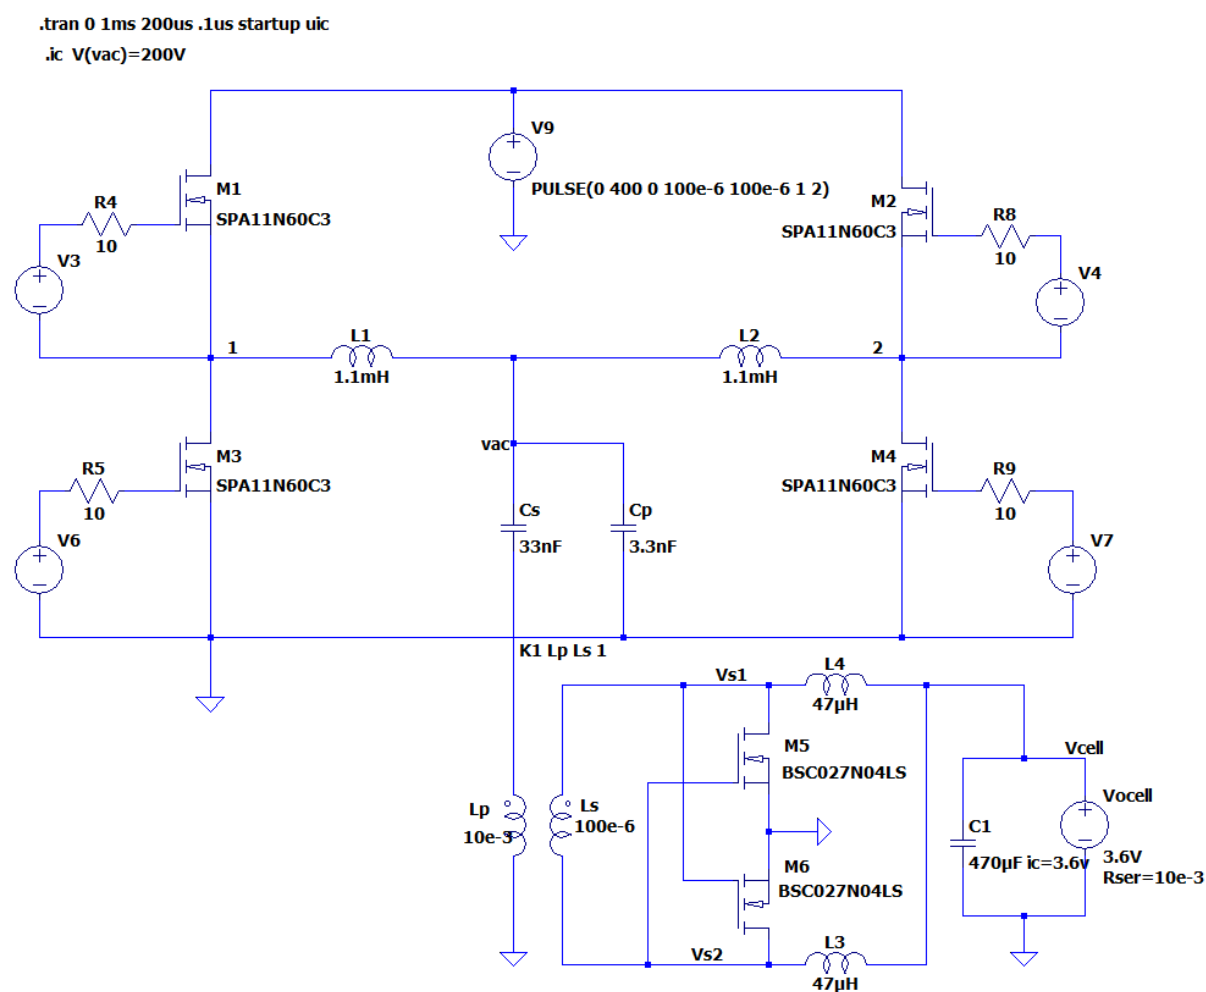 .tran 0 1ms 200us .1us startup uic
.ic V(vac)=200V
V9
PULSE(0 400 0 100e-6 100e-6 1 2)
M1
SPA11N60C3
R4
10
V3
M2
SPA11N60C3
R8
10
V4
1
L1
1.1mH
L2
1.1mH
2
vac
M3
SPA11N60C3
R5
10
V6
Cs
33nF
Cp
3.3nF
M4
SPA11N60C3
R9
10
V7
K1 Lp Ls 1
Vs1
L4
47µH
M5
BSC027N04LS
Vcell
Vocell
3.6V
Rser=10e-3
C1
470µF ic=3.6v
Lp
10e-3
Ls
100e-6
M6
BSC027N04LS
Vs2
L3
47µH